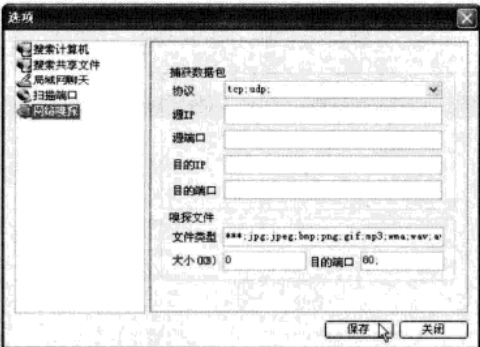 选项
搜索计算机
搜索共享文件
局域网聊天
扫描端口
网络嗅探
捕获数据包
协议 tcp;udp;
源IP
源端口
目的IP
目的端口
嗅探文件
文件类型 ***;jpg;jpeg;bmp;png;gif;mp3;wma;wav;a
大小(KB) 0 目的端口 80;
保存 关闭